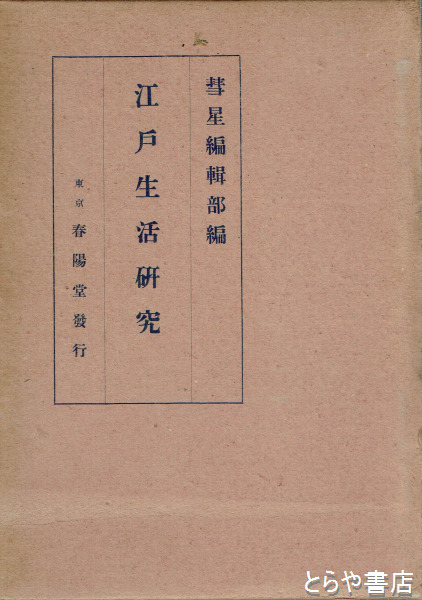 彗星編輯部編
江戸生活研究
東京 春陽堂發行
とらや書店